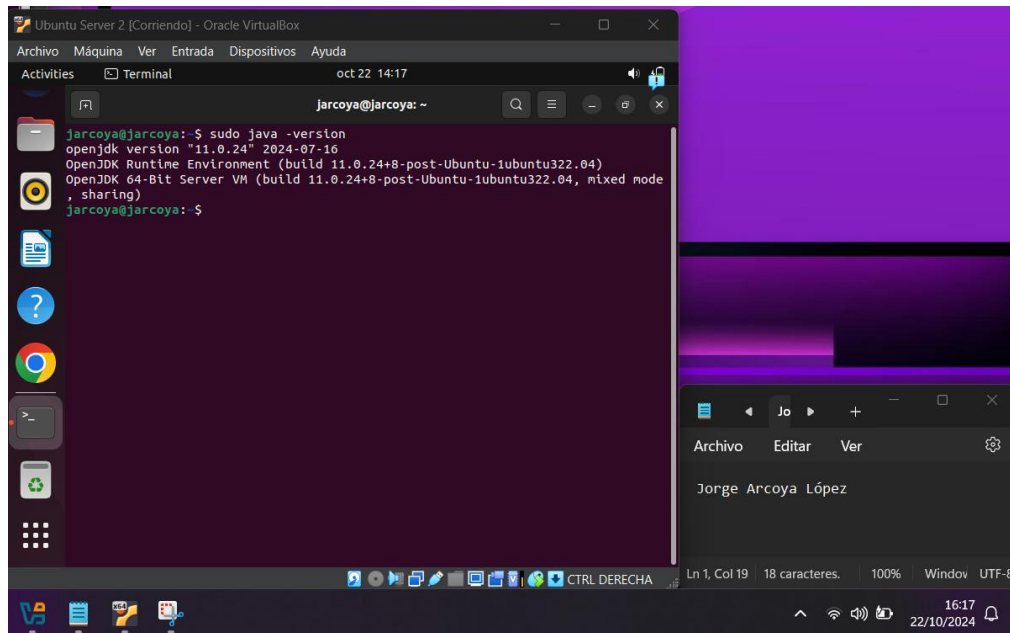 Ubuntu Server 2 [Corriendo] - Oracle VirtualBox
Archivo Máquina Ver Entrada Dispositivos Ayuda
Activities Terminal oct 22 14:17
jarcoya@jarcoya: ~
jarcoya@jarcoya:~$ sudo java -version
openjdk version "11.0.24" 2024-07-16
OpenJDK Runtime Environment (build 11.0.24+8-post-Ubuntu-1ubuntu322.04)
OpenJDK 64-Bit Server VM (build 11.0.24+8-post-Ubuntu-1ubuntu322.04, mixed mode
, sharing)
jarcoya@jarcoya:~$
CTRL DERECHA
Jo
Archivo Editar Ver
Jorge Arcoya López
Ln 1, Col 19 18 caracteres. 100% Window UTF-8
x64
16:17
22/10/2024